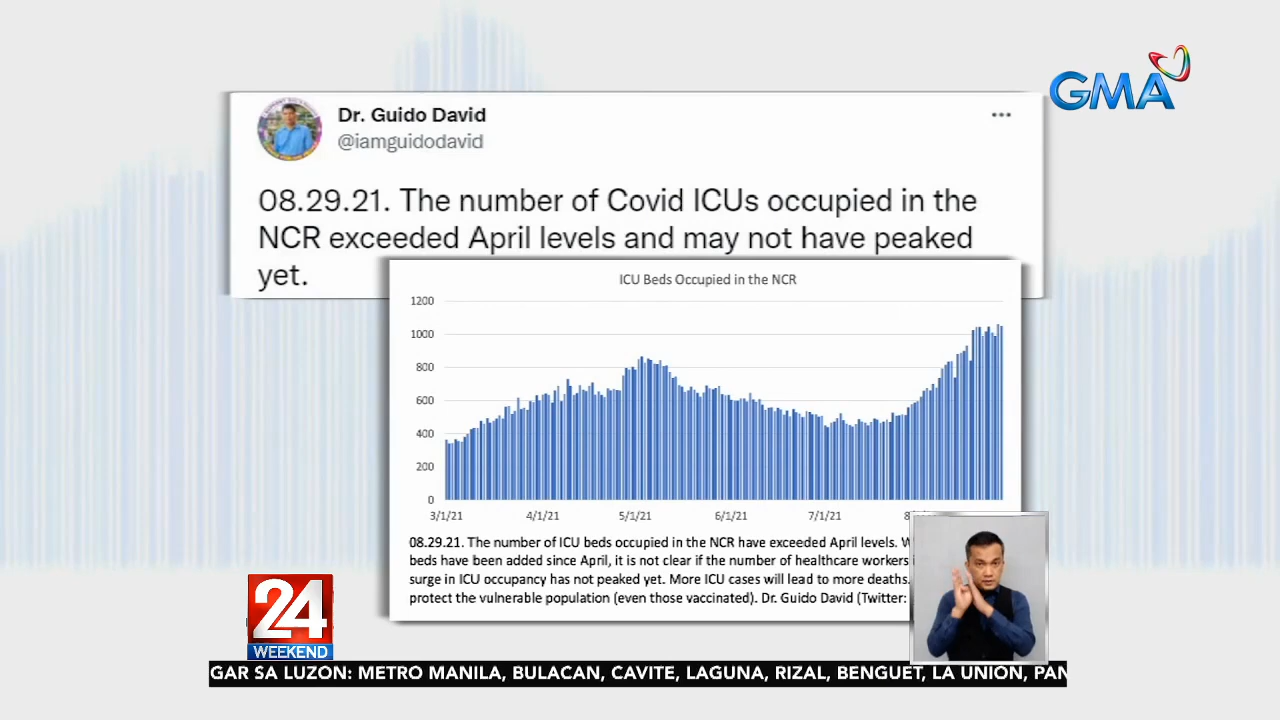 GMA
Dr. Guido David
@iamguidodavid
08.29.21. The number of Covid ICUs occupied in the
NCR exceeded April levels and may not have peaked
yet.
ICU Beds Occupied in the NCR
1200
1000
800
600
400
200
0
3/1/21 4/1/21 5/1/21 6/1/21 7/1/21
08.29.21. The number of ICU beds occupied in the NCR have exceeded April levels.
beds have been added since April, it is not clear if the number of healthcare workers
surge in ICU occupancy has not peaked yet. More ICU cases will lead to more deaths.
protect the vulnerable population (even those vaccinated). Dr. Guido David (Twitter:
24
WEEKEND
GAR SA LUZON: METRO MANILA, BULACAN, CAVITE, LAGUNA, RIZAL, BENGUET, LA UNION, PAN